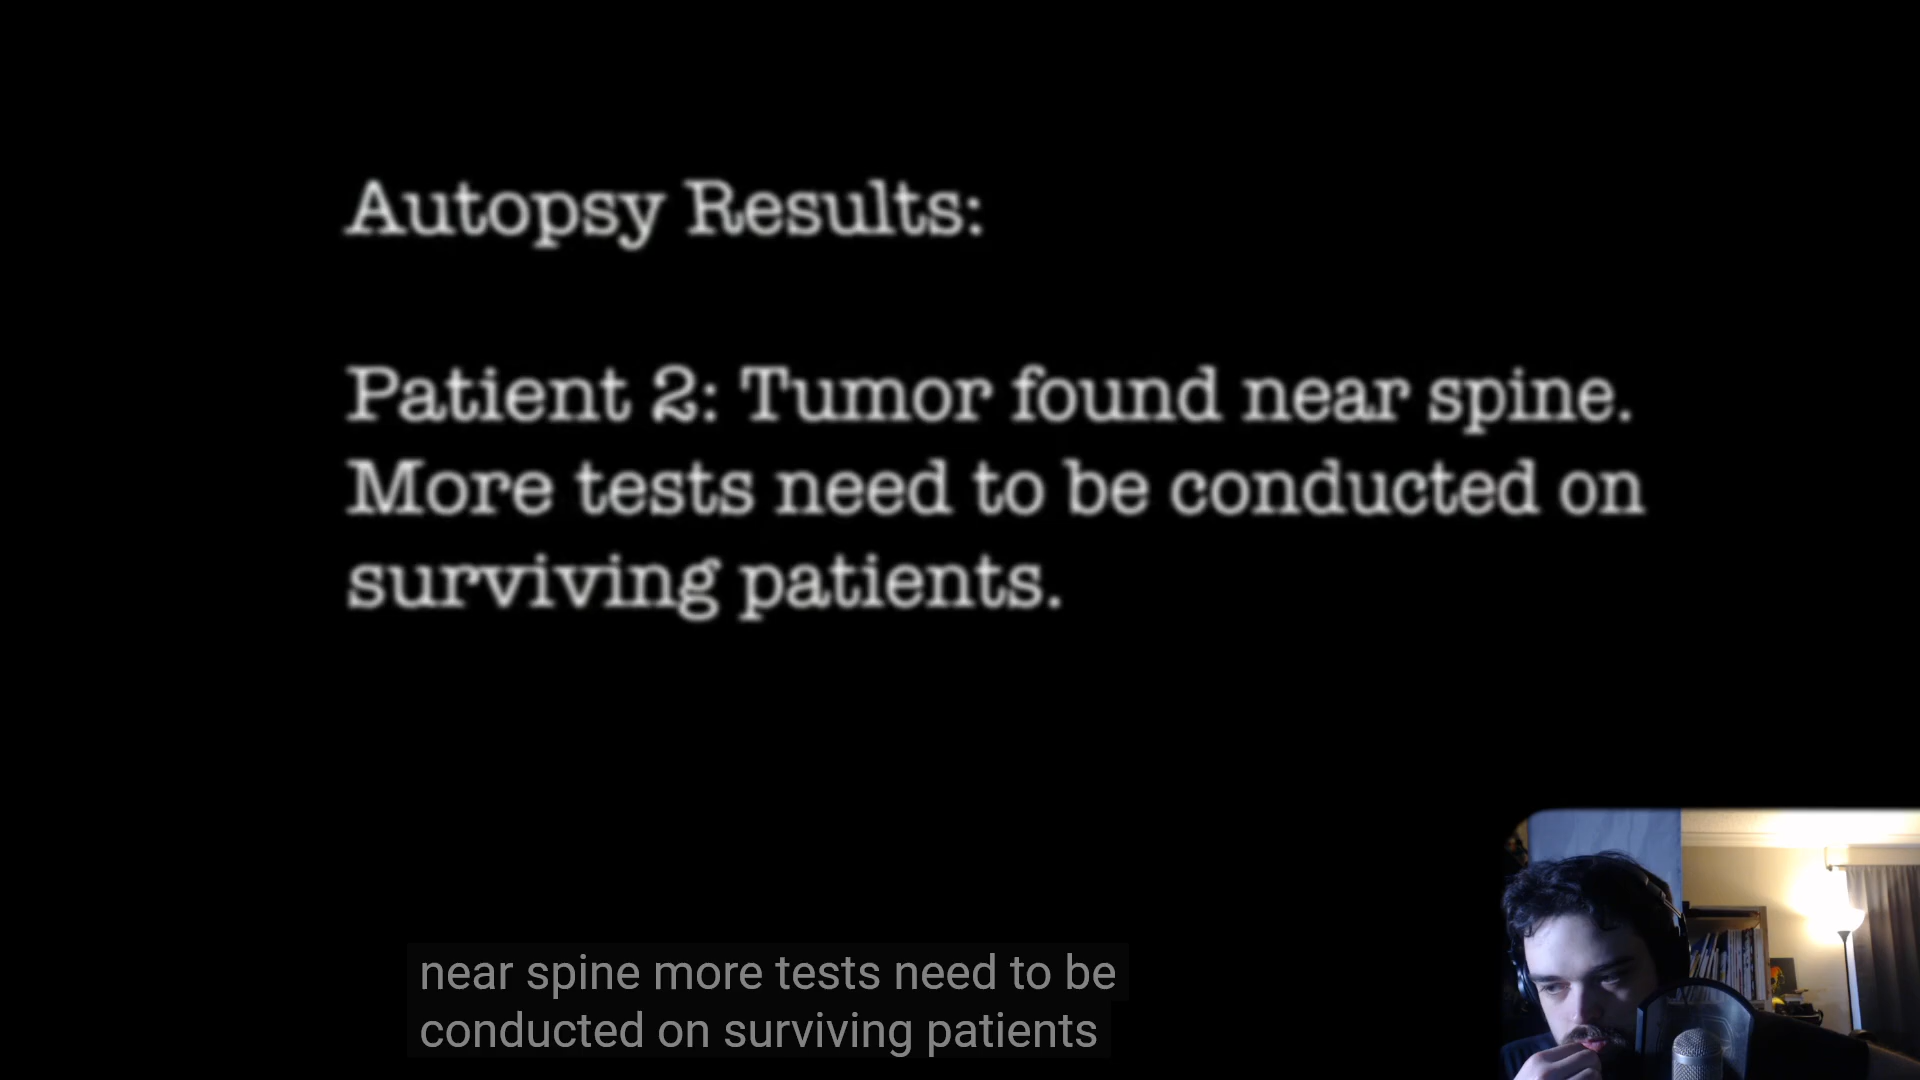 Autopsy Results:
Patient 2: Tumor found near spine.
More tests need to be conducted on
surviving patients.
near spine more tests need to be
conducted on surviving patients